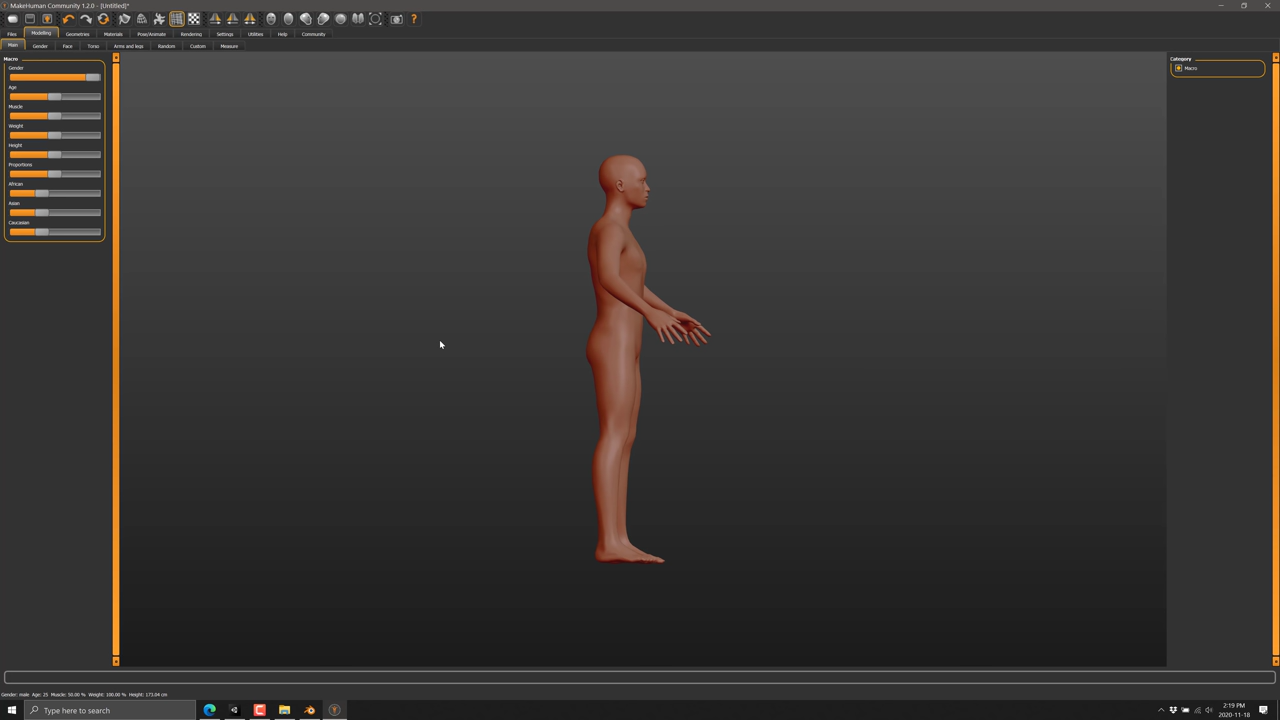 MakeHuman Community 1.2.0 - [Untitled]*
Files Modelling Geometries Materials Pose/Animate Rendering Settings Utilities Help Community
Main Gender Face Torso Arms and legs Random Custom Measure
Macro
Gender
Age
Muscle
Weight
Height
Proportions
African
Asian
Caucasian
Category
Macro
Gender: male Age: 25 Muscle: 50.00 % Weight: 100.00 % Height: 173.04 cm
Type here to search
2:19 PM
2020-11-18